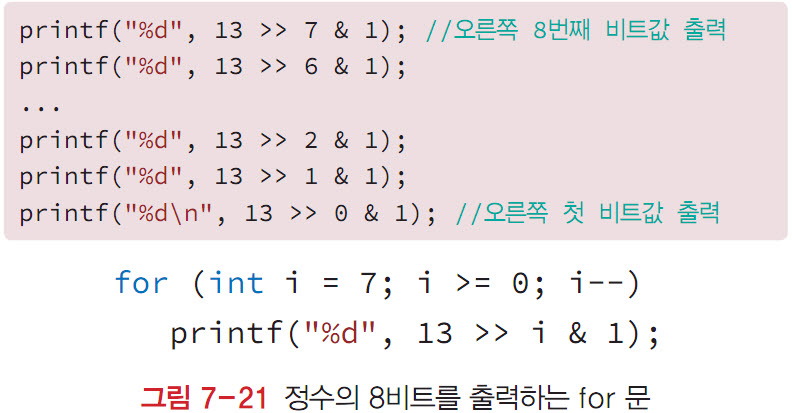 printf("%d", 13 >> 7 & 1); //오른쪽 8번째 비트값 출력
printf("%d", 13 >> 6 & 1);
...
printf("%d", 13 >> 2 & 1);
printf("%d", 13 >> 1 & 1);
printf("%d\n", 13 >> 0 & 1); //오른쪽 첫 비트값 출력
for (int i = 7; i >= 0; i--)
printf("%d", 13 >> i & 1);
그림 7-21 정수의 8비트를 출력하는 for 문